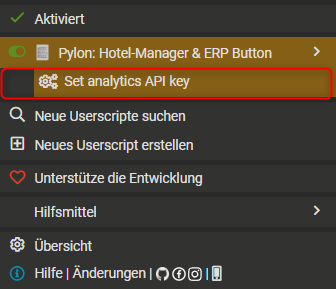 Aktiviert
Pylon: Hotel-Manager & ERP Button
Set analytics API key
Neue Userscripte suchen
Neues Userscript erstellen
Unterstütze die Entwicklung
Hilfsmittel
Übersicht
Hilfe | Änderungen | | |